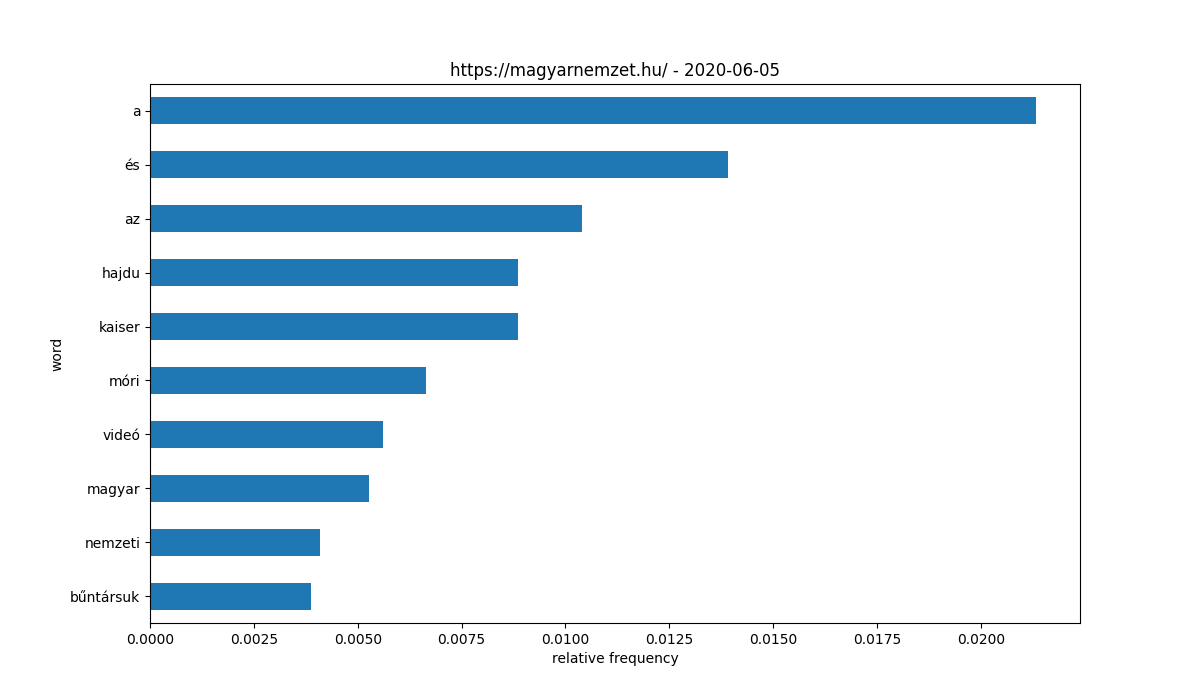 https://magyarnemzet.hu/ - 2020-06-05
a
és
az
hajdu
kaiser
móri
videó
magyar
nemzeti
bűntársuk
word
0.0000 0.0025 0.0050 0.0075 0.0100 0.0125 0.0150 0.0175 0.0200
relative frequency